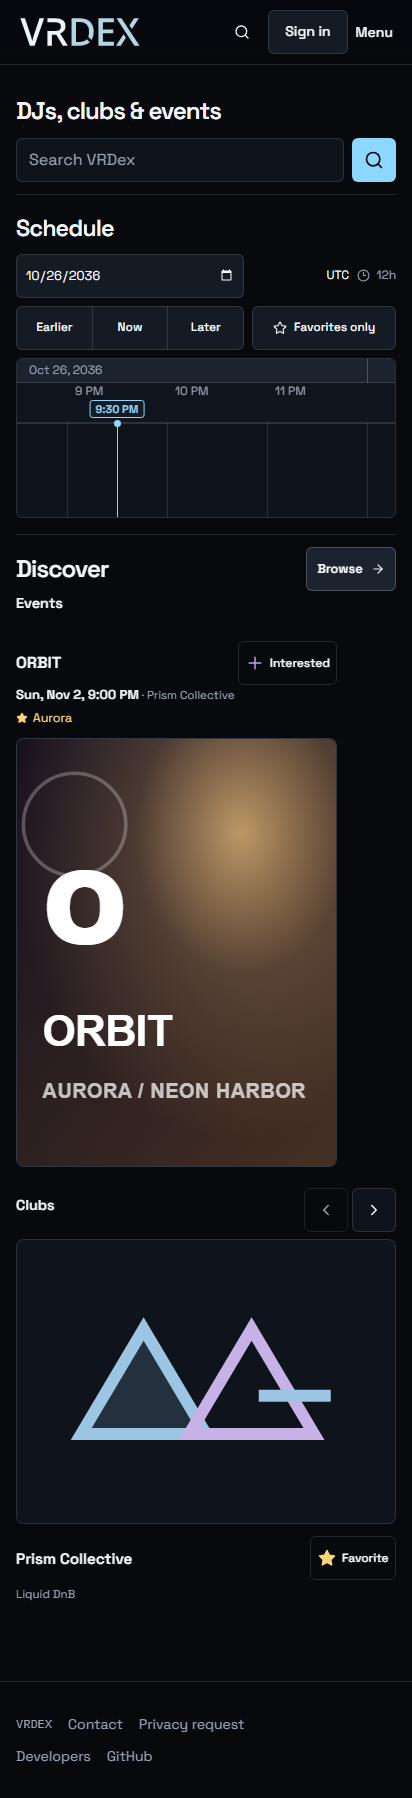 VRDEX
Sign in
Menu
DJs, clubs & events
Search VRDex
Schedule
10/26/2036
UTC 12h
Earlier
Now
Later
Favorites only
Oct 26, 2036
9 PM
10 PM
11 PM
9:30 PM
Discover
Browse
Events
ORBIT
Interested
Sun, Nov 2, 9:00 PM · Prism Collective
Aurora
O
ORBIT
AURORA / NEON HARBOR
Clubs
Prism Collective
Favorite
Liquid DnB
VRDEX
Contact
Privacy request
Developers
GitHub